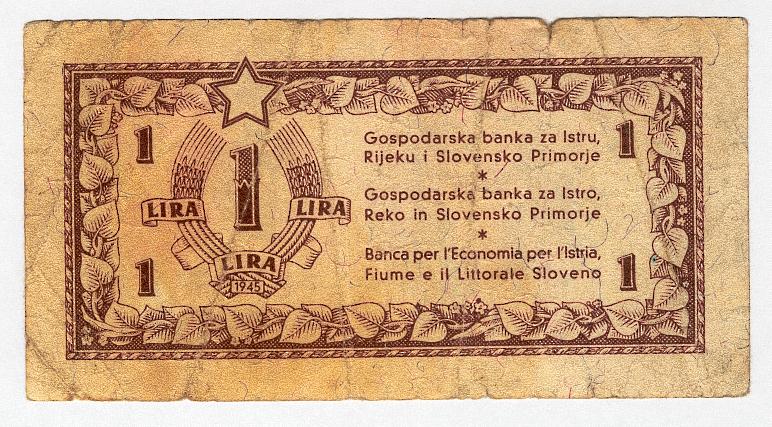 1
1
1
LIRA
LIRA
LIRA
1945
1
Gospodarska banka za Istru,
Rijeku i Slovensko Primorje
*
Gospodarska banka za Istro,
Reko in Slovensko Primorje
*
Banca per l'Economia per l'Istria,
Fiume e il Littorale Sloveno
1